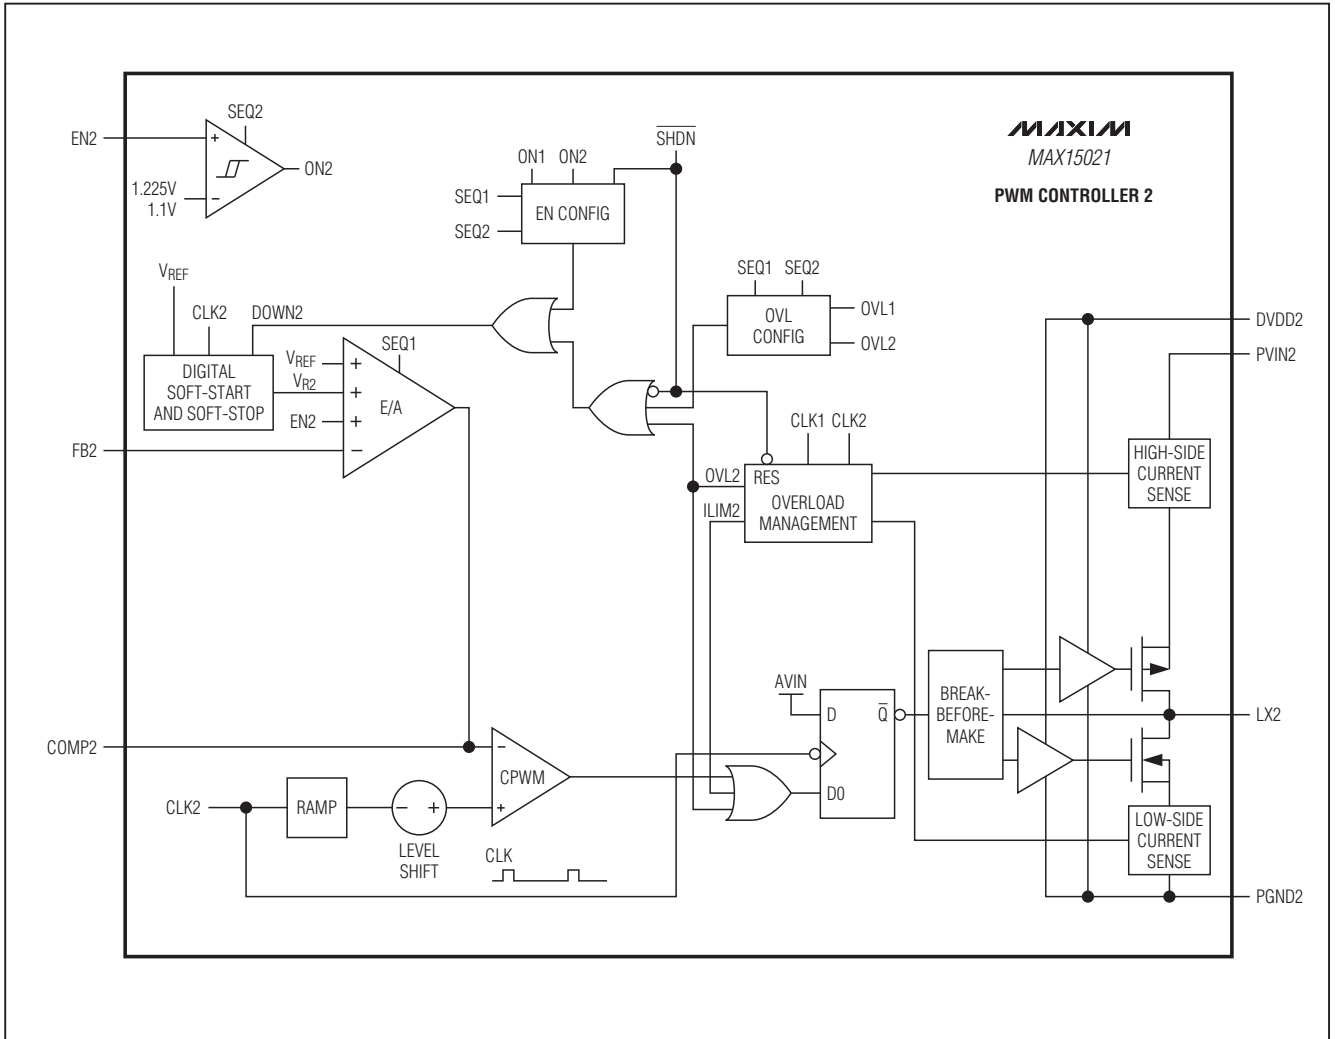 MAXIM
MAX15021
PWM CONTROLLER 2
EN2
SEQ2
+
ON2
1.225V
1.1V
−
SHDN
ON1 ON2
SEQ1
EN CONFIG
SEQ2
VREF
CLK2
DOWN2
DIGITAL
SOFT-START
AND SOFT-STOP
SEQ1
VREF
+
VR2
+
E/A
EN2
+
FB2
−
SEQ1 SEQ2
OVL
CONFIG
OVL1
OVL2
DVDD2
PVIN2
CLK1 CLK2
OVL2
RES
ILIM2
OVERLOAD
MANAGEMENT
HIGH-SIDE
CURRENT
SENSE
AVIN
D
Q̅
D0
BREAK-
BEFORE-
MAKE
LX2
COMP2
−
CPWM
+
CLK2
RAMP
− +
LEVEL
SHIFT
CLK
LOW-SIDE
CURRENT
SENSE
PGND2